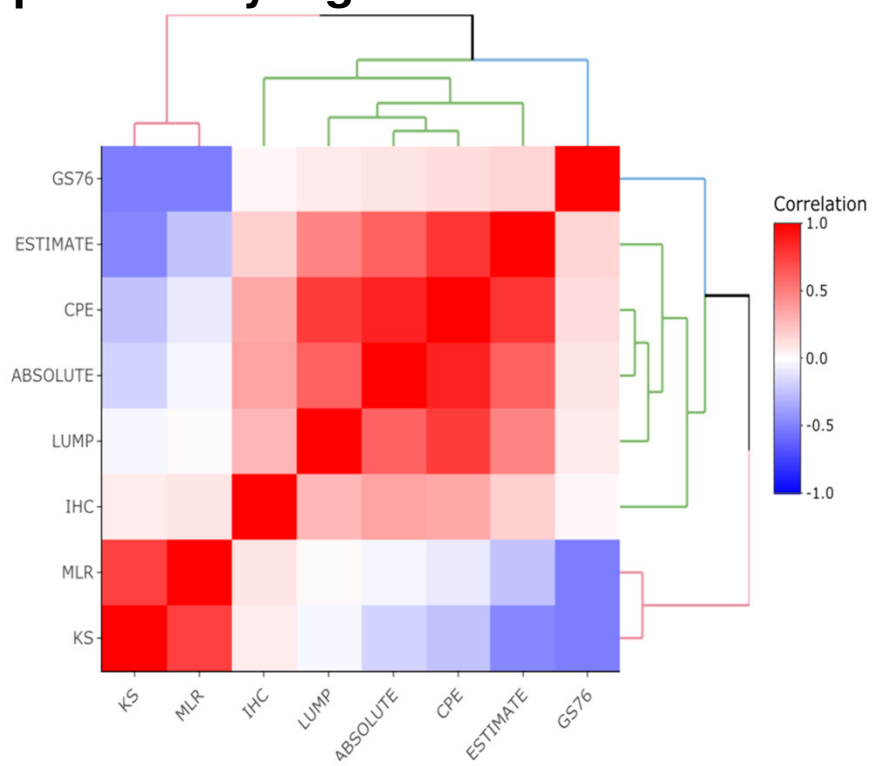 GS76
ESTIMATE
CPE
ABSOLUTE
LUMP
IHC
MLR
KS
KS
MLR
IHC
LUMP
ABSOLUTE
CPE
ESTIMATE
GS76
Correlation
1.0
0.5
0.0
-0.5
-1.0